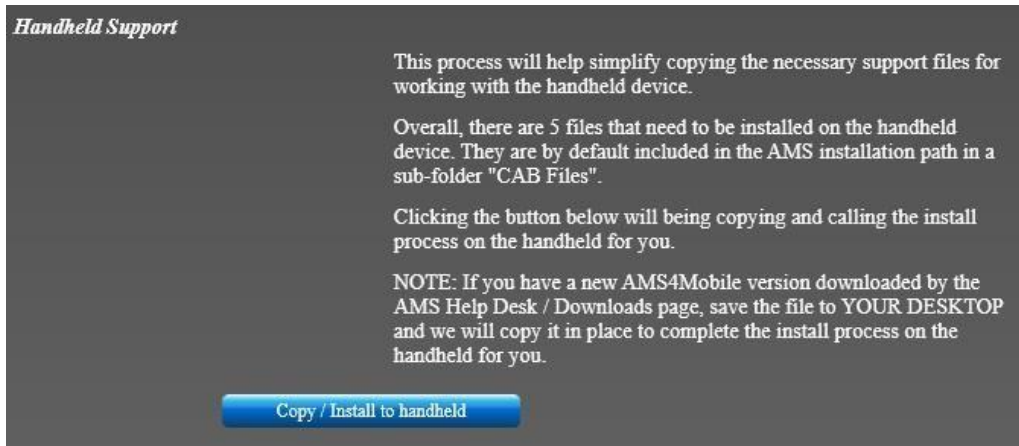 Handheld Support
This process will help simplify copying the necessary support files for
working with the handheld device.
Overall, there are 5 files that need to be installed on the handheld
device. They are by default included in the AMS installation path in a
sub-folder "CAB Files".
Clicking the button below will being copying and calling the install
process on the handheld for you.
NOTE: If you have a new AMS4Mobile version downloaded by the
AMS Help Desk / Downloads page, save the file to YOUR DESKTOP
and we will copy it in place to complete the install process on the
handheld for you.
Copy / Install to handheld